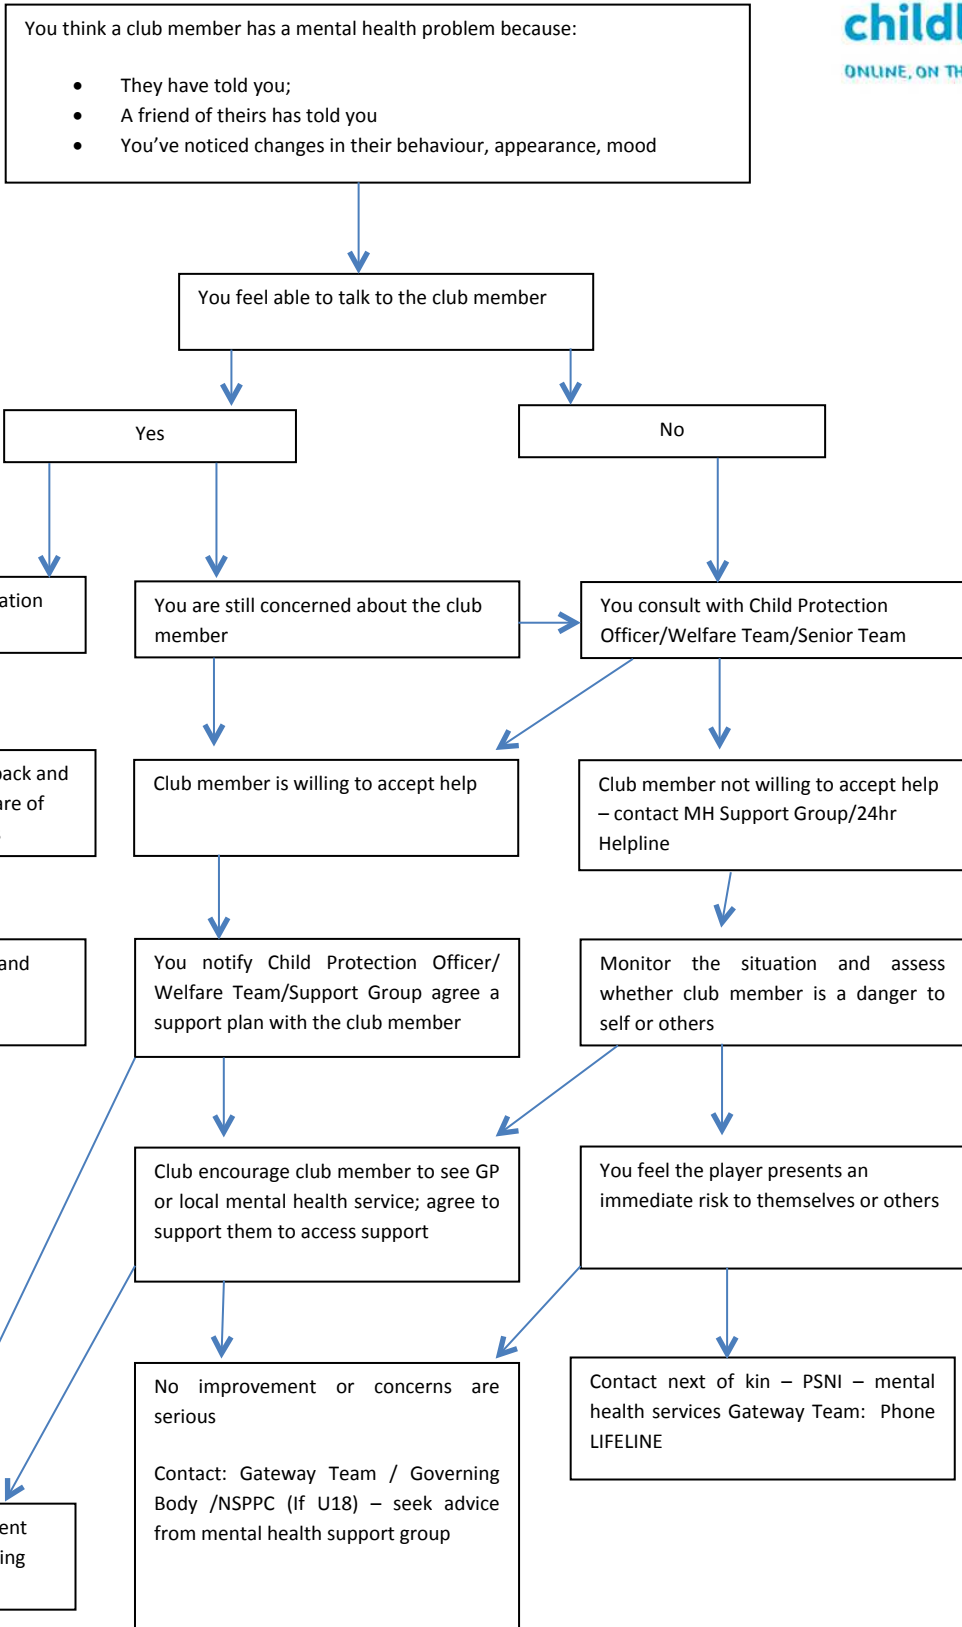 You think a club member has a mental health problem because:
• They have told you;
• A friend of theirs has told you
• You've noticed changes in their behaviour, appearance, mood
ONLINE, ON
You feel able to talk to the club member
Yes
No
You are still concerned about the club
member
You consult with Child Protection
Officer/Welfare Team/Senior Team
and
Club member is willing to accept help
Club member not willing to accept help
– contact MH Support Group/24hr
Helpline
of
and
You notify Child Protection Officer/
Welfare Team/Support Group agree a
support plan with the club member
Monitor the situation and assess
whether club member is a danger to
self or others
Club encourage club member to see GP
or local mental health service; agree to
support them to access support
You feel the player presents an
immediate risk to themselves or others
No improvement or concerns are
serious
Contact: Gateway Team / Governing
Body /NSPPC (If U18) – seek advice
from mental health support group
Contact next of kin – PSNI – mental
health services Gateway Team: Phone
LIFELINE